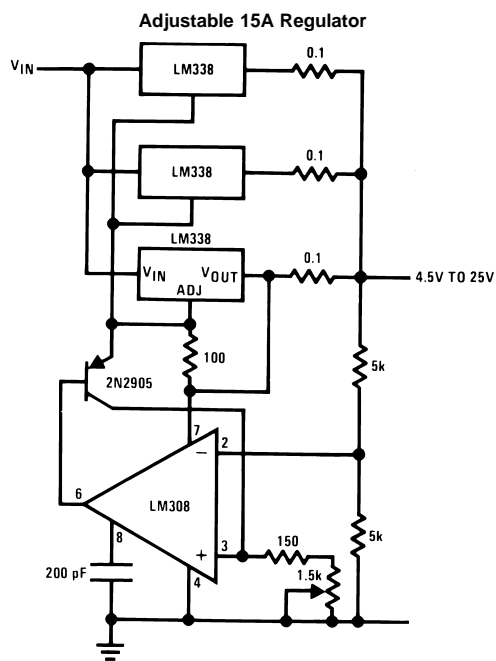 Adjustable 15A Regulator
VIN
LM338
0.1
LM338
0.1
LM338
VIN
VOUT
ADJ
0.1
4.5V TO 25V
100
5k
2N2905
7
2
−
6
LM308
8
3
+
4
150
1.5k
5k
200 pF